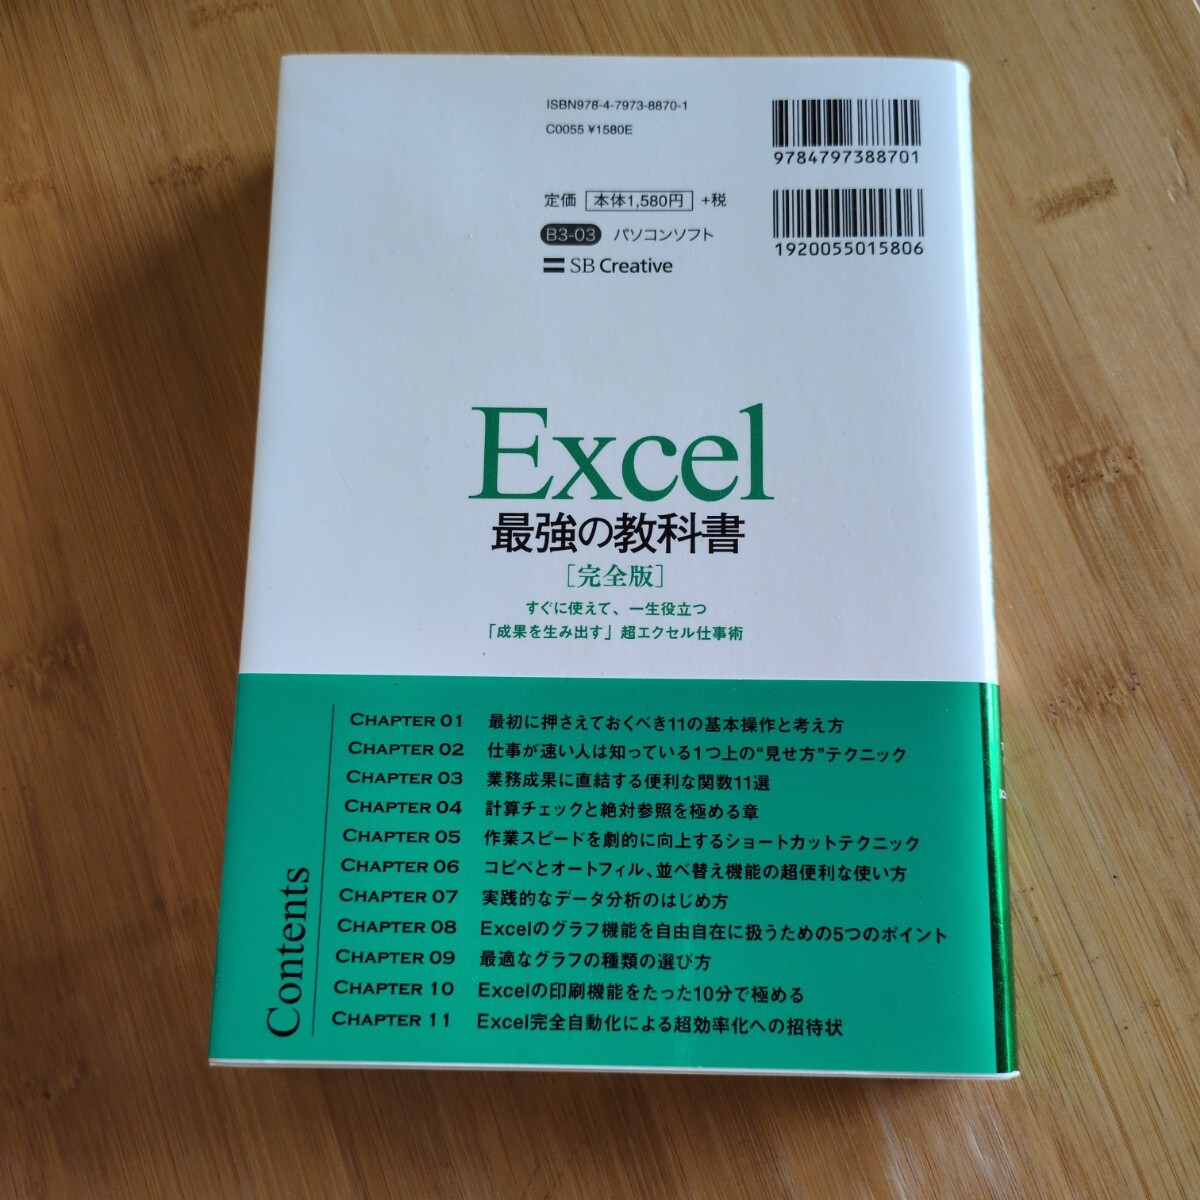 ISBN978-4-7973-8870-1
C0055 ¥1580E
9784797388701
定価 本体1,580円 +税
B3-03 パソコンソフト
SB Creative
1920055015806
Excel
最強の教科書
[完全版]
すぐに使えて、一生役立つ
「成果を生み出す」超エクセル仕事術
Contents
CHAPTER 01 最初に押さえておくべき11の基本操作と考え方
CHAPTER 02 仕事が速い人は知っている1つ上の“見せ方”テクニック
CHAPTER 03 業務成果に直結する便利な関数11選
CHAPTER 04 計算チェックと絶対参照を極める章
CHAPTER 05 作業スピードを劇的に向上するショートカットテクニック
CHAPTER 06 コピペとオートフィル、並べ替え機能の超便利な使い方
CHAPTER 07 実践的なデータ分析のはじめ方
CHAPTER 08 Excelのグラフ機能を自由自在に扱うための5つのポイント
CHAPTER 09 最適なグラフの種類の選び方
CHAPTER 10 Excelの印刷機能をたった10分で極める
CHAPTER 11 Excel完全自動化による超効率化への招待状